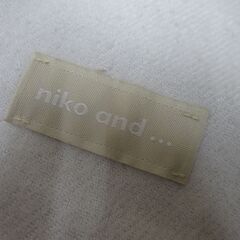 niko and ...